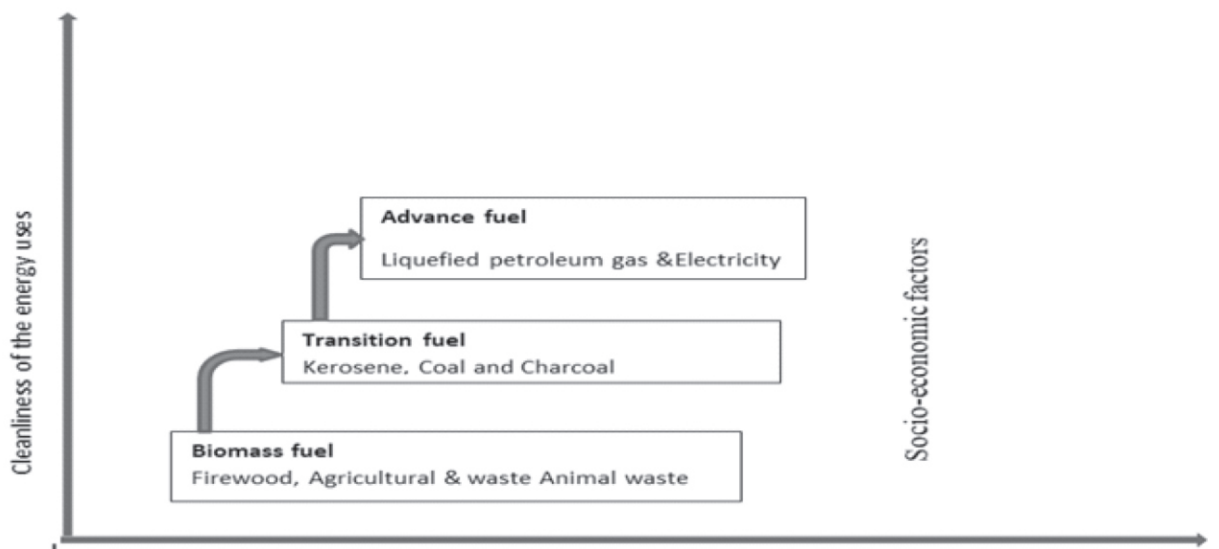 Cleanliness of the energy uses
Advance fuel
Liquefied petroleum gas &Electricity
Transition fuel
Kerosene, Coal and Charcoal
Biomass fuel
Firewood, Agricultural & waste Animal waste
Socio-economic factors